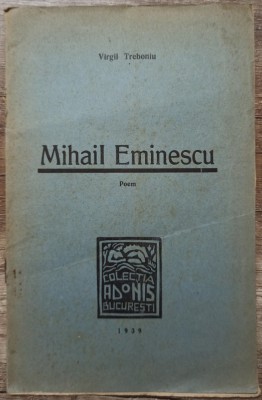 Virgil Treboniu
Mihail Eminescu
Poem
COLECȚIA
ADONIS
BUCUREȘTI
1939